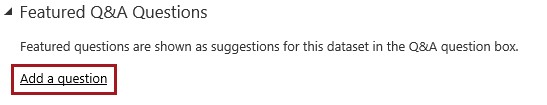 Featured Q&A Questions
Featured questions are shown as suggestions for this dataset in the Q&A question box.
Add a question